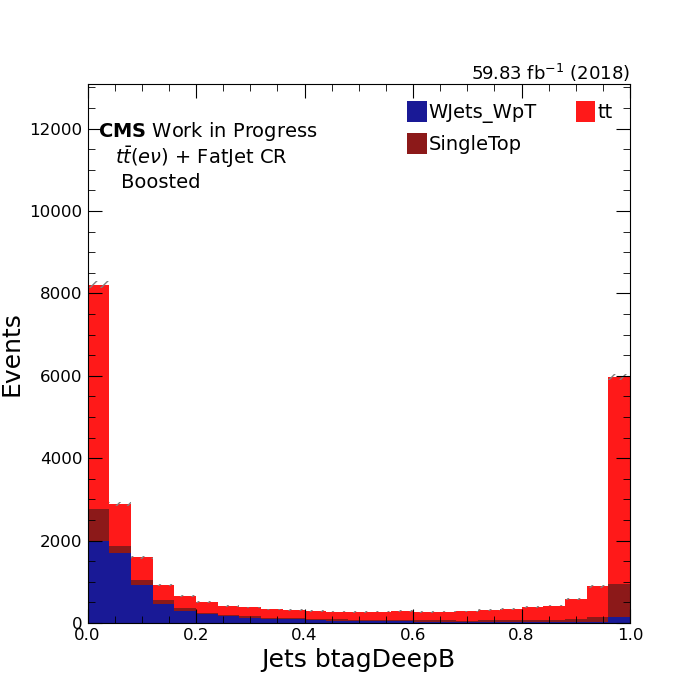 59.83 fb⁻¹ (2018)
WJets_WpT tt
SingleTop
CMS Work in Progress
tt̄(eν) + FatJet CR
Boosted
12000
10000
8000
6000
4000
2000
0
Events
0.0 0.2 0.4 0.6 0.8 1.0
Jets btagDeepB